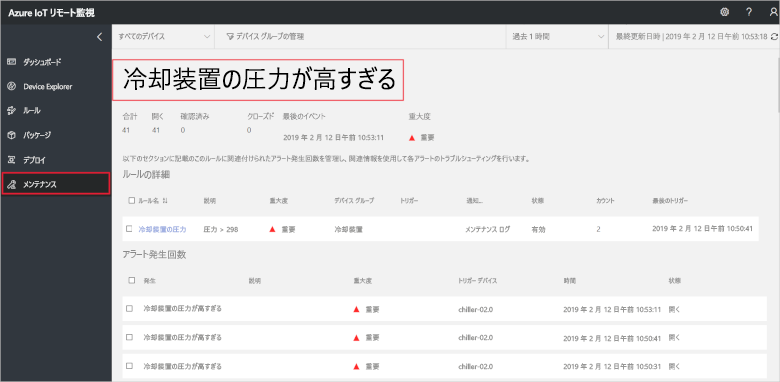 Azure IoT リモート監視
?
すべてのデバイス
デバイス グループの管理
過去 1 時間
最終更新日時 | 2019 年 2 月 12 日午前 10:53:18
ダッシュボード
Device Explorer
ルール
パッケージ
デプロイ
メンテナンス
冷却装置の圧力が高すぎる
合計 開く 確認済み クローズド 最後のイベント 重大度
41 41 0 0 2019 年 2 月 12 日午前 10:53:11 重要
以下のセクションに記載のこのルールに関連付けられたアラート発生回数を管理し、関連情報を使用して各アラートのトラブルシューティングを行います。
ルールの詳細
ルール名 説明 重大度 デバイス グループ トリガー 通知... 状態 カウント 最後のトリガー
冷却装置の圧力 圧力 > 298 重要 冷却装置 メンテナンス ログ 有効 2 2019 年 2 月 12 日午前 10:50:41
アラート発生回数
発生 説明 重大度 トリガー デバイス 時間 状態
冷却装置の圧力が高すぎる 重要 chiller-02.0 2019 年 2 月 12 日午前 10:53:11 開く
冷却装置の圧力が高すぎる 重要 chiller-02.0 2019 年 2 月 12 日午前 10:50:41 開く
冷却装置の圧力が高すぎる 重要 chiller-02.0 2019 年 2 月 12 日午前 10:50:31 開く